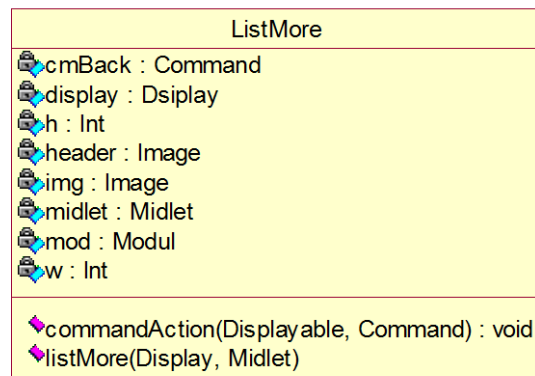 ListMore
cmBack : Command
display : Dsiplay
h : Int
header : Image
img : Image
midlet : Midlet
mod : Modul
w : Int
commandAction(Displayable, Command) : void
listMore(Display, Midlet)